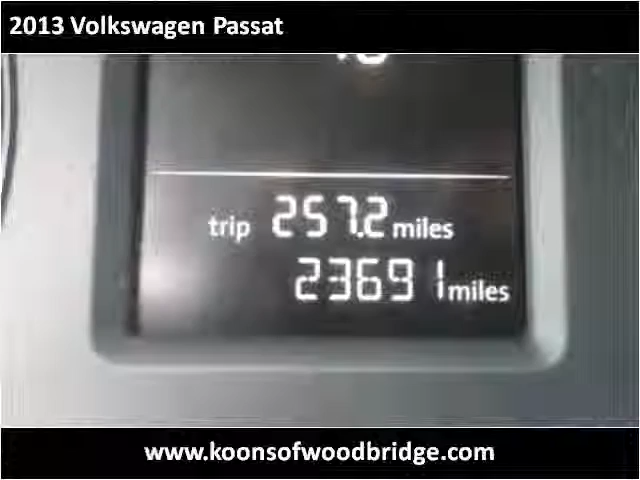 2013 Volkswagen Passat
trip 257.2 miles
23691 miles
www.koonsofwoodbridge.com